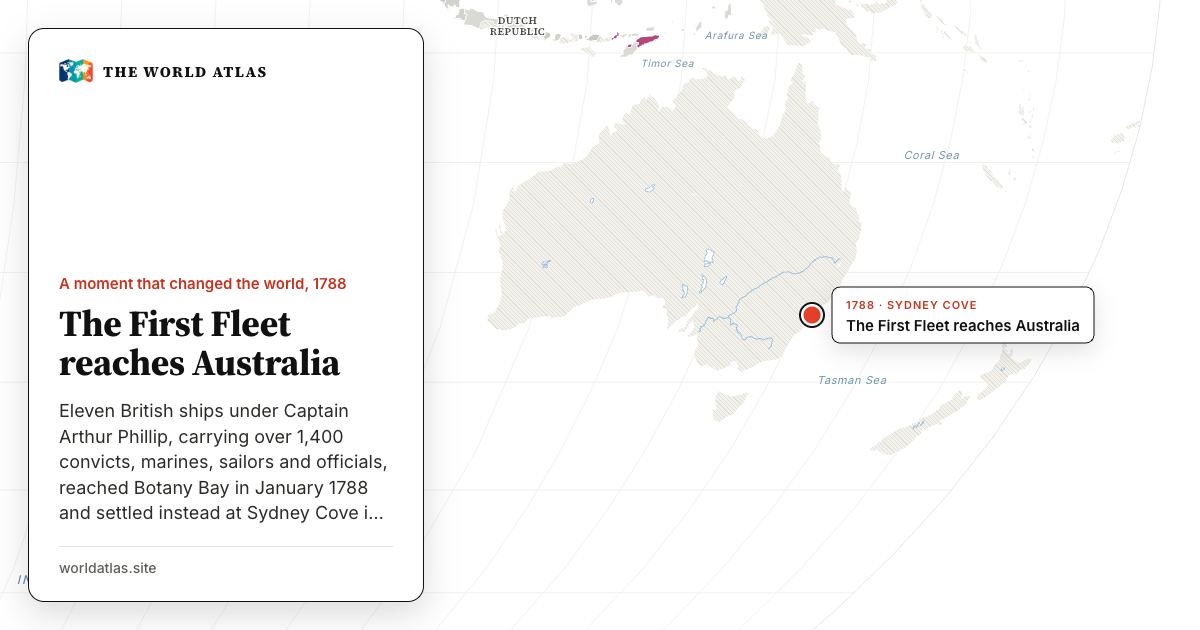 THE WORLD ATLAS
A moment that changed the world, 1788
The First Fleet
reaches Australia
Eleven British ships under Captain
Arthur Phillip, carrying over 1,400
convicts, marines, sailors and officials,
reached Botany Bay in January 1788
and settled instead at Sydney Cove i...
worldatlas.site
DUTCH
REPUBLIC
Arafura Sea
Timor Sea
Coral Sea
1788 · SYDNEY COVE
The First Fleet reaches Australia
Tasman Sea